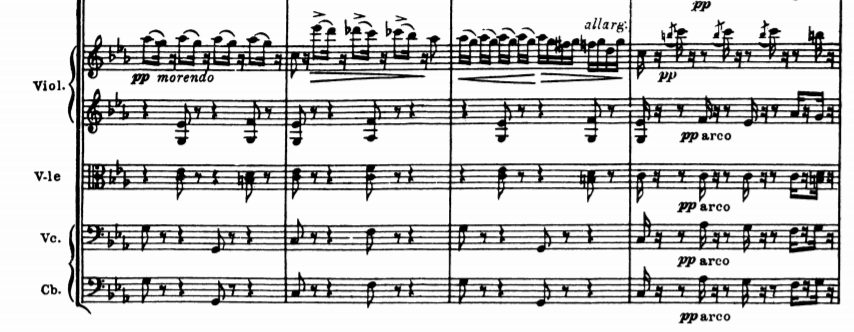 pp
allarg.
Viol.
pp morendo
pp
pp arco
V-le
pp arco
Vc.
pp arco
Cb.
pp arco